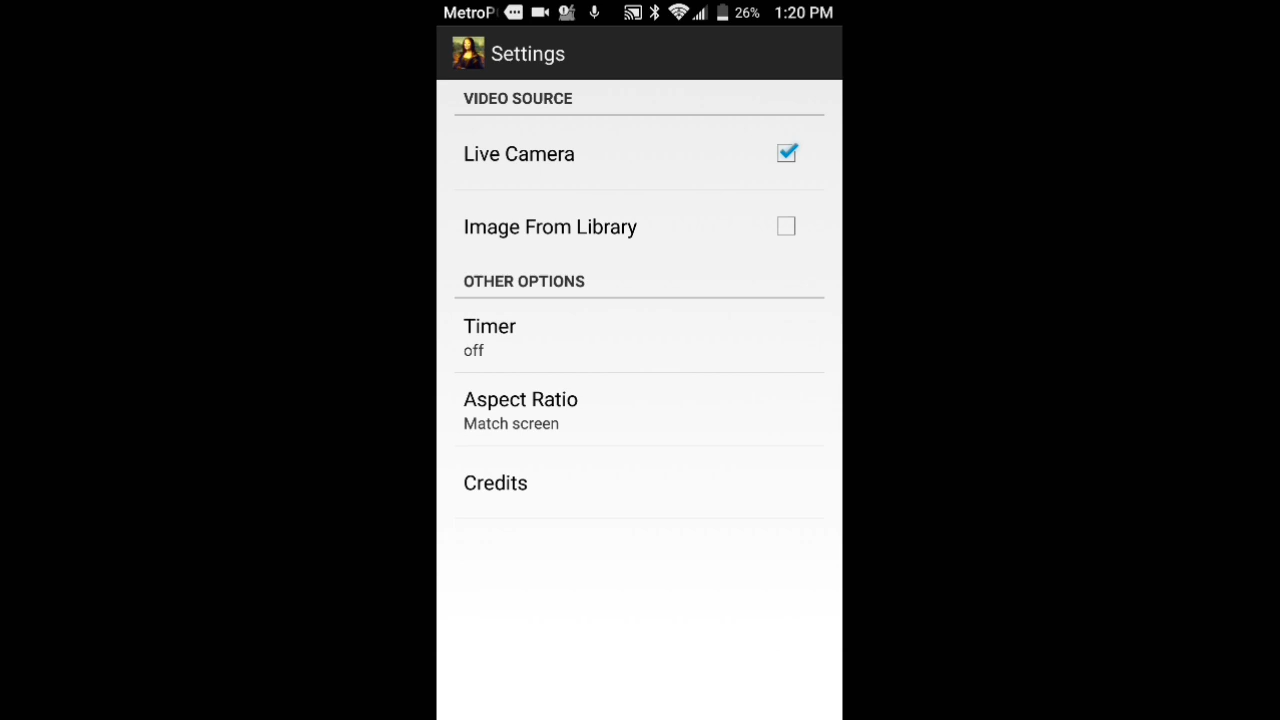 MetroP 26% 1:20 PM
Settings
VIDEO SOURCE
Live Camera
Image From Library
OTHER OPTIONS
Timer
off
Aspect Ratio
Match screen
Credits